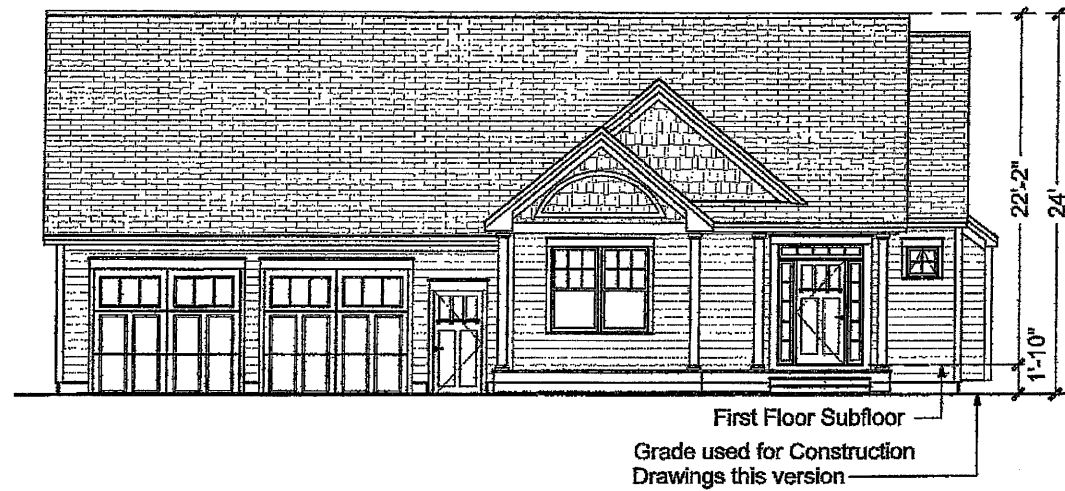 22'-2"
24'
1'-10"
First Floor Subfloor
Grade used for Construction
Drawings this version